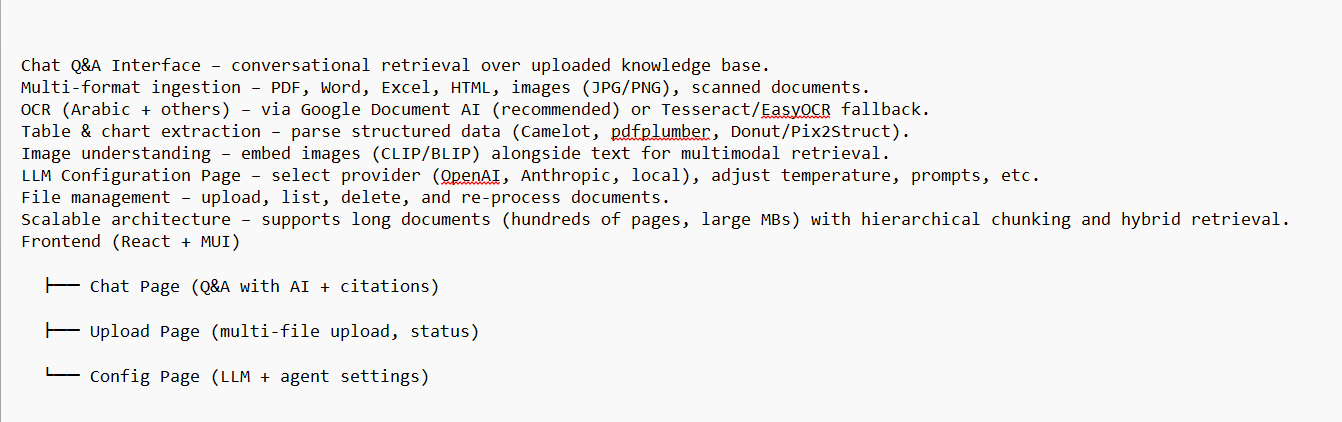 Chat Q&A Interface – conversational retrieval over uploaded knowledge base.
Multi-format ingestion – PDF, Word, Excel, HTML, images (JPG/PNG), scanned documents.
OCR (Arabic + others) – via Google Document AI (recommended) or Tesseract/EasyOCR fallback.
Table & chart extraction – parse structured data (Camelot, pdfplumber, Donut/Pix2Struct).
Image understanding – embed images (CLIP/BLIP) alongside text for multimodal retrieval.
LLM Configuration Page – select provider (OpenAI, Anthropic, local), adjust temperature, prompts, etc.
File management – upload, list, delete, and re-process documents.
Scalable architecture – supports long documents (hundreds of pages, large MBs) with hierarchical chunking and hybrid retrieval.
Frontend (React + MUI)
├── Chat Page (Q&A with AI + citations)
├── Upload Page (multi-file upload, status)
└── Config Page (LLM + agent settings)